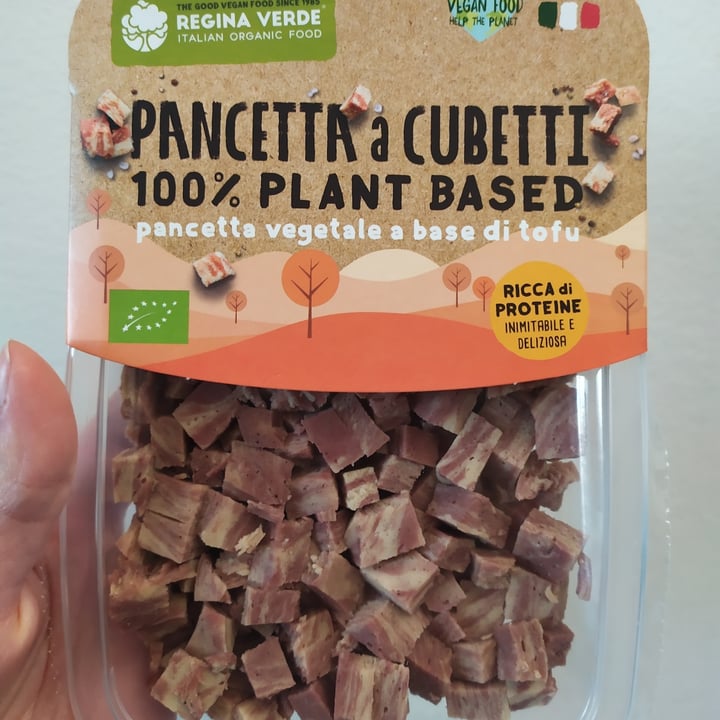 THE GOOD VEGAN FOOD SINCE 1985
REGINA VERDE®
ITALIAN ORGANIC FOOD
VEGAN FOOD
HELP THE PLANET
PANCETTA a CUBETTI
100% PLANT BASED
pancetta vegetale a base di tofu
RICCA di
PROTEINE
INIMITABILE E
DELIZIOSA